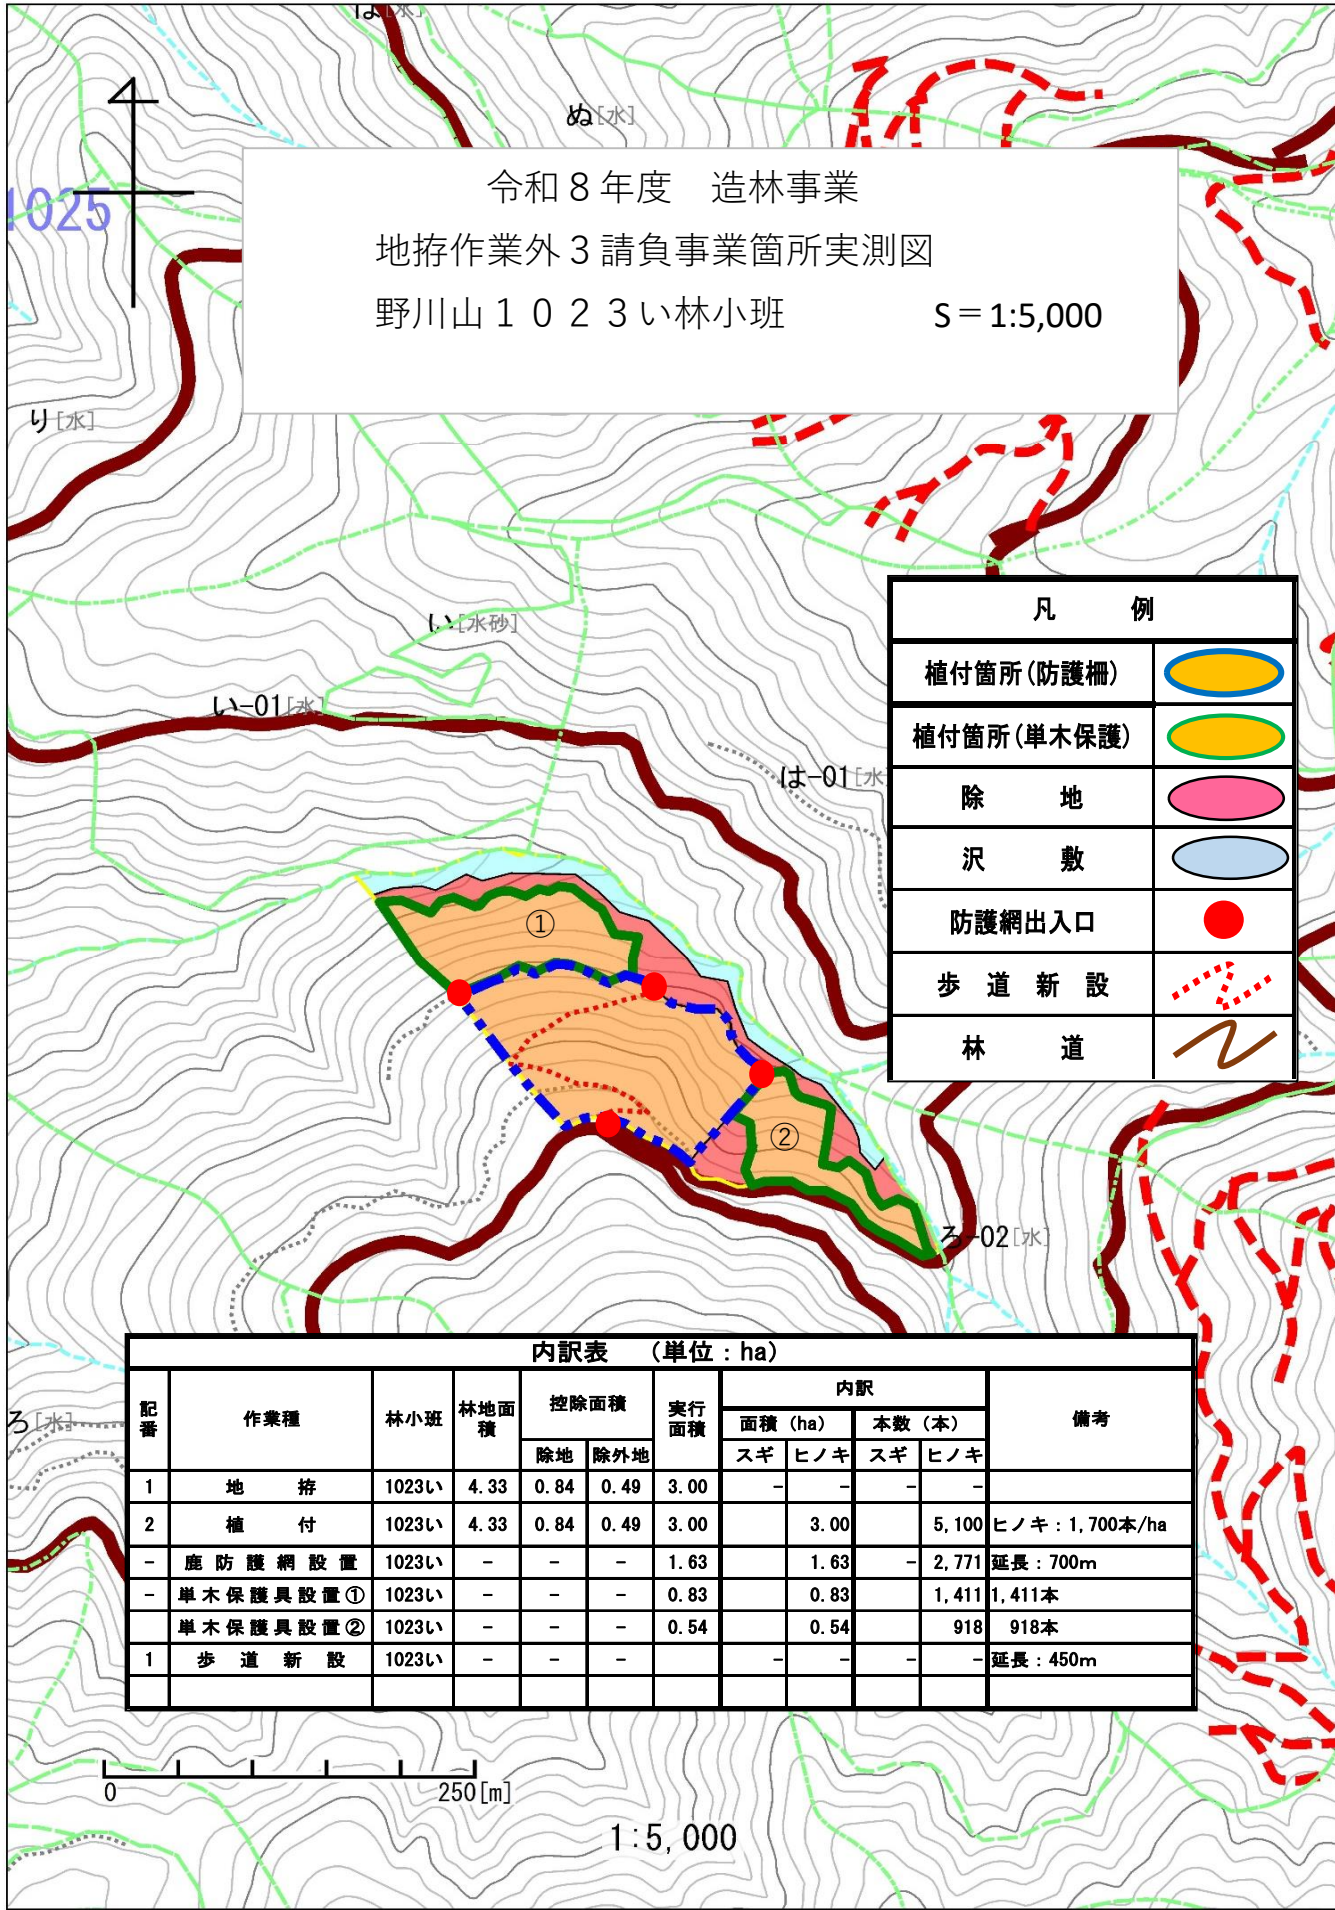 は[水]
ぬ[水]
1025
令和８年度　造林事業
地拵作業外３請負事業箇所実測図
野川山１０２３い林小班　S＝1:5,000
り[水]
い[水砂]
い-01[水]
は-01[水
凡　例
植付箇所(防護柵)
植付箇所(単木保護)
除　地
沢　敷
防護網出入口
歩道新設
林　道
①
②
ろ-02[水]
ろ[水]
内訳表　（単位：ha）
記番 作業種 林小班 林地面積 控除面積 実行面積 内訳 備考
面積（ha） 本数（本）
除地 除外地 スギ ヒノキ スギ ヒノキ
1 地拵 1023い 4.33 0.84 0.49 3.00 - - - -
2 植付 1023い 4.33 0.84 0.49 3.00 3.00 5,100 ヒノキ：1,700本/ha
- 鹿防護網設置 1023い - - - 1.63 1.63 - 2,771 延長：700m
- 単木保護具設置① 1023い - - - 0.83 0.83 1,411 1,411本
単木保護具設置② 1023い - - - 0.54 0.54 918 918本
1 歩道新設 1023い - - - - - - - 延長：450m
0 250[m]
1:5,000